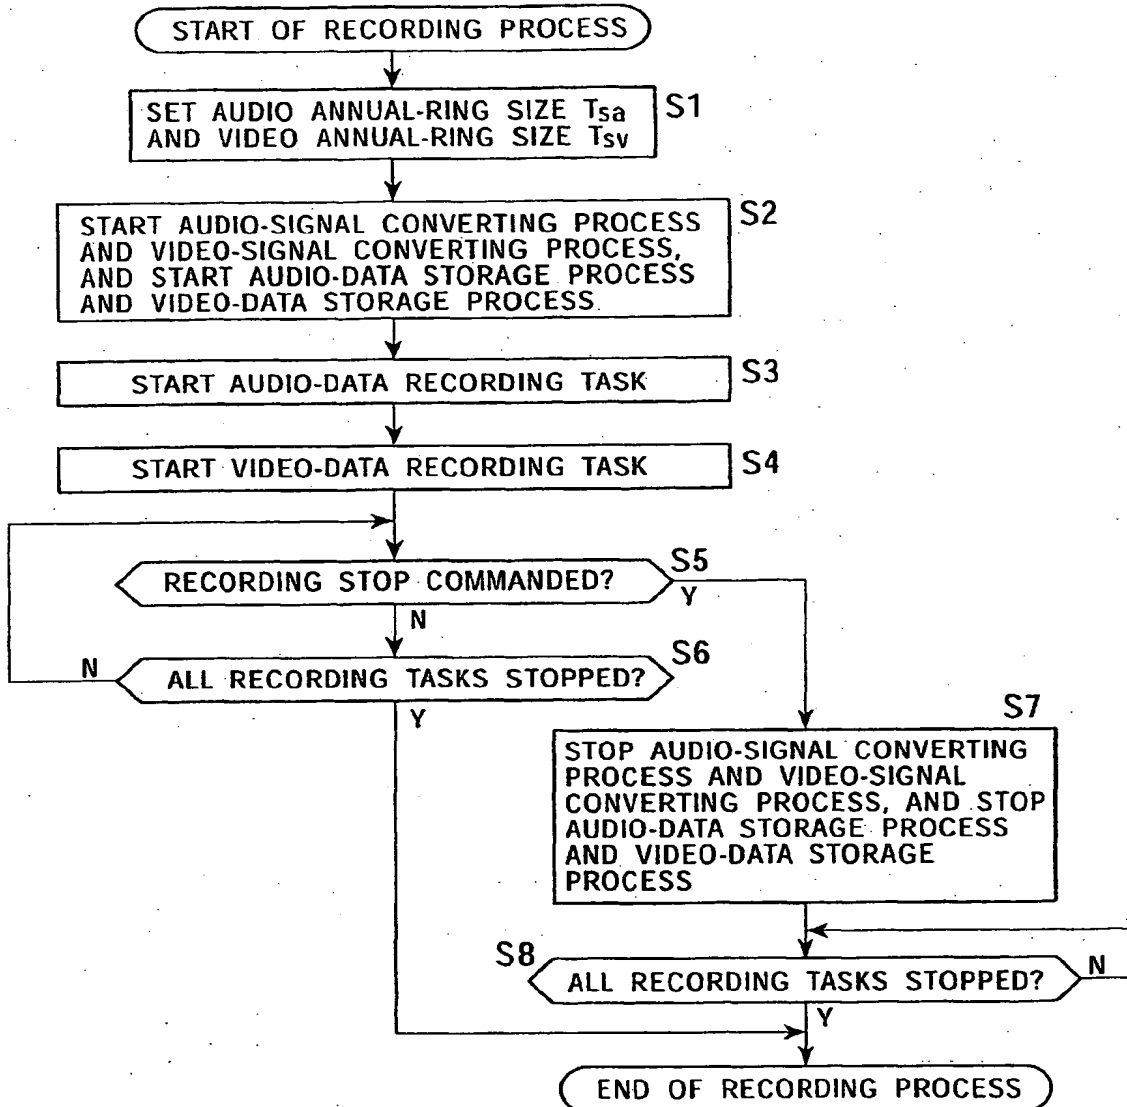 START OF RECORDING PROCESS
SET AUDIO ANNUAL-RING SIZE Tsa
AND VIDEO ANNUAL-RING SIZE Tsv
S1
START AUDIO-SIGNAL CONVERTING PROCESS
AND VIDEO-SIGNAL CONVERTING PROCESS,
AND START AUDIO-DATA STORAGE PROCESS
AND VIDEO-DATA STORAGE PROCESS.
S2
START AUDIO-DATA RECORDING TASK
S3
START VIDEO-DATA RECORDING TASK
S4
RECORDING STOP COMMANDED?
S5
Y
N
ALL RECORDING TASKS STOPPED?
S6
N
Y
S7
STOP AUDIO-SIGNAL CONVERTING
PROCESS AND VIDEO-SIGNAL
CONVERTING PROCESS, AND STOP
AUDIO-DATA STORAGE PROCESS
AND VIDEO-DATA STORAGE
PROCESS
S8
ALL RECORDING TASKS STOPPED?
N
Y
END OF RECORDING PROCESS